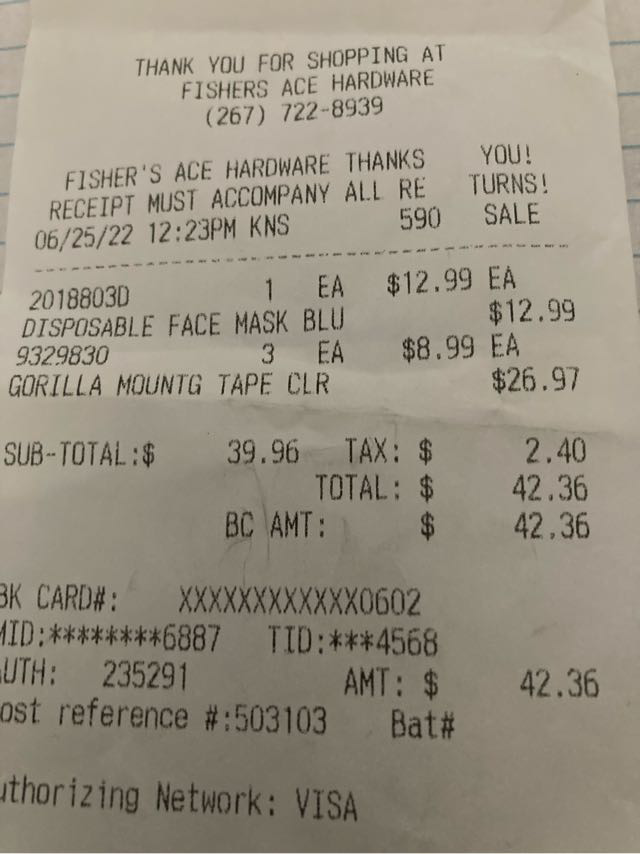 THANK YOU FOR SHOPPING AT
FISHERS ACE HARDWARE
(267) 722-8939
FISHER'S ACE HARDWARE THANKS YOU!
RECEIPT MUST ACCOMPANY ALL RE TURNS!
06/25/22 12:23PM KNS 590 SALE
2018803D 1 EA $12.99 EA
DISPOSABLE FACE MASK BLU $12.99
9329830 3 EA $8.99 EA
GORILLA MOUNTG TAPE CLR $26.97
SUB-TOTAL:$ 39.96 TAX: $ 2.40
TOTAL: $ 42.36
BC AMT: $ 42.36
BK CARD#: XXXXXXXXXXXX0602
MID:********6887 TID:***4568
AUTH: 235291 AMT: $ 42.36
ost reference #:503103 Bat#
uthorizing Network: VISA